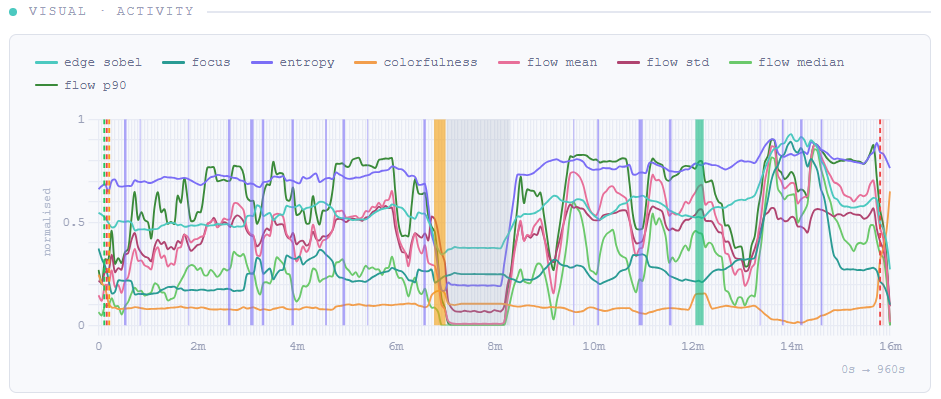 VISUAL · ACTIVITY
edge sobel focus entropy colorfulness flow mean flow std flow median
flow p90
1
0.5
0
normalised
0 2m 4m 6m 8m 10m 12m 14m 16m
0s → 960s